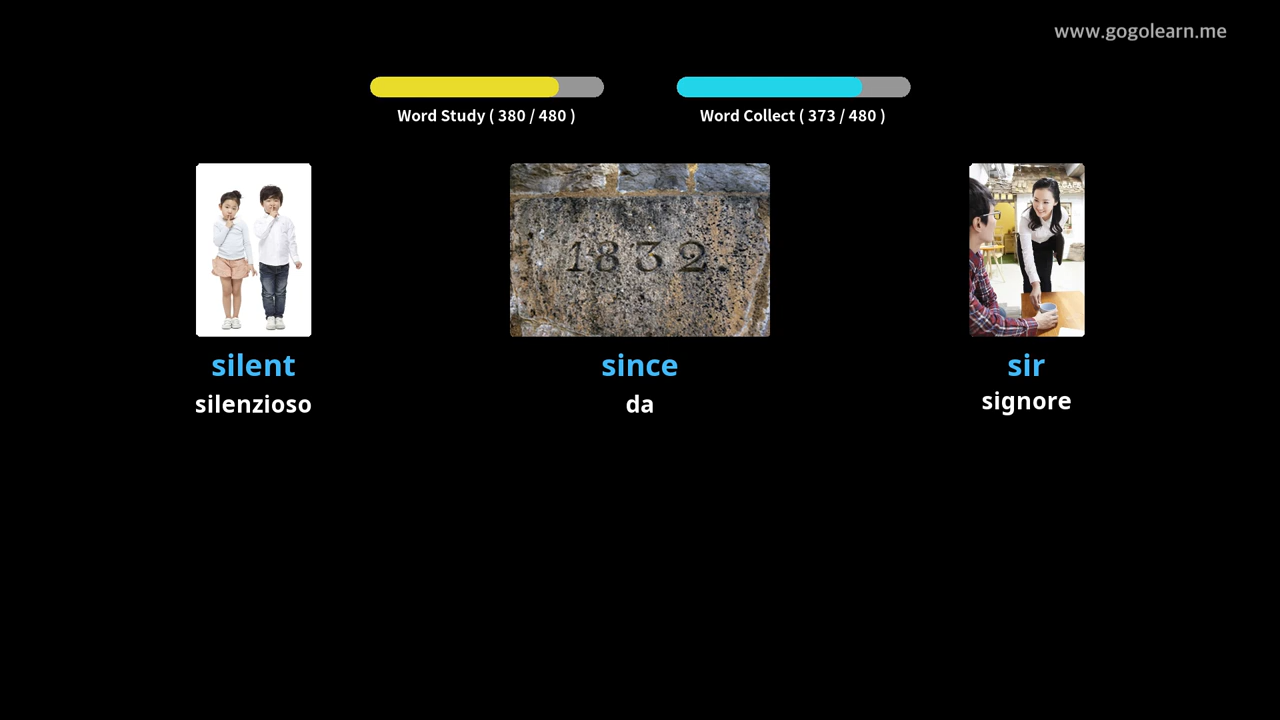 www.gogolearn.me
Word Study ( 380 / 480 )
Word Collect ( 373 / 480 )
1832
silent
since
sir
silenzioso
da
signore